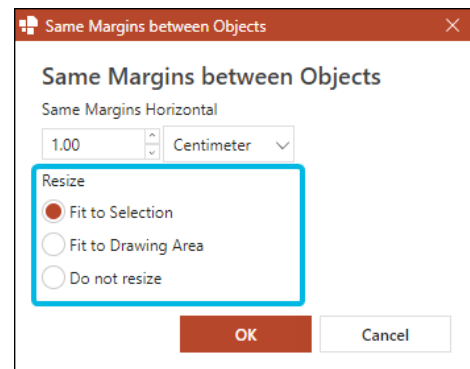 Same Margins between Objects
Same Margins between Objects
Same Margins Horizontal
1.00 Centimeter
Resize
Fit to Selection
Fit to Drawing Area
Do not resize
OK Cancel